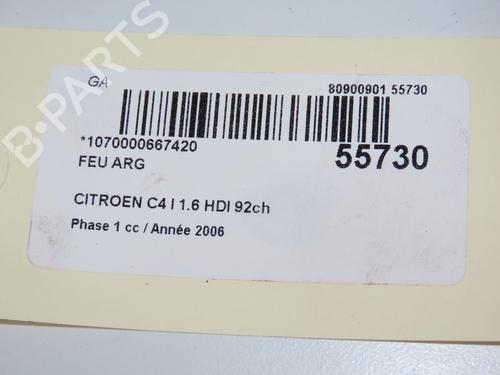 B-PARTS
GA
80900901 55730
*1070000667420
55730
FEU ARG
CITROEN C4 I 1.6 HDI 92ch
Phase 1 cc / Année 2006